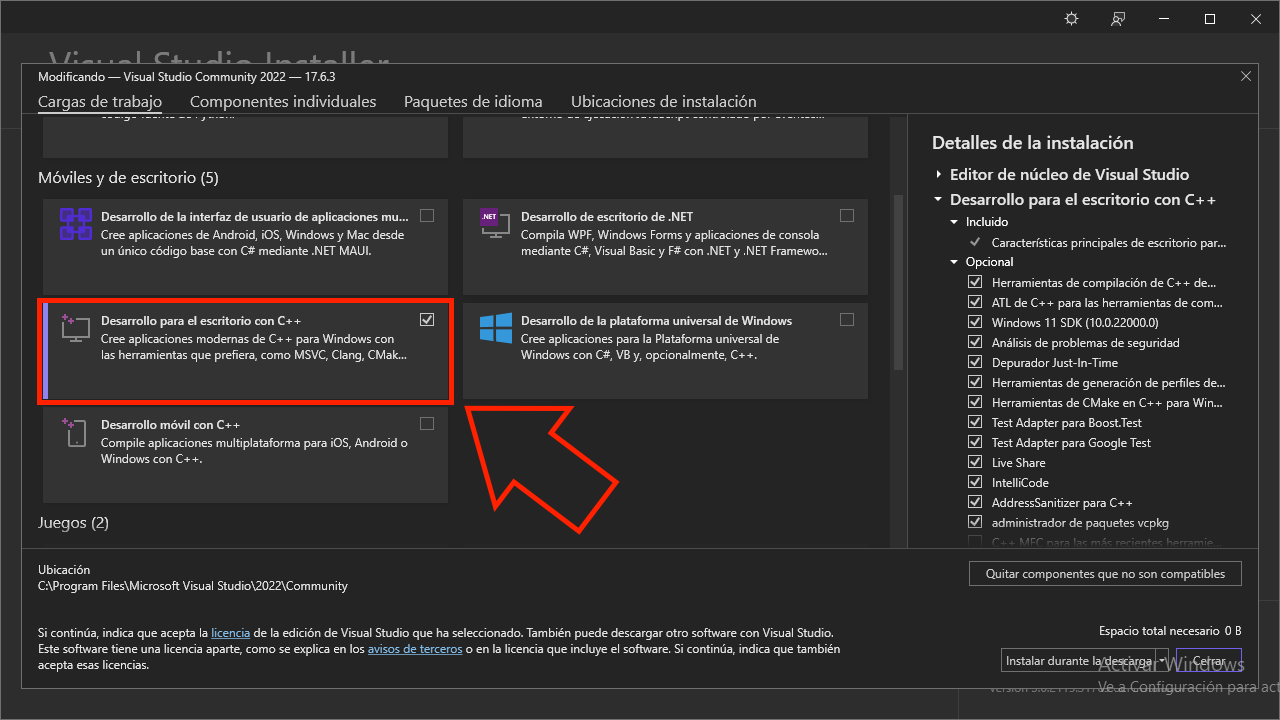 Visual Studio Installer
Modificando — Visual Studio Community 2022 — 17.6.3
Cargas de trabajo
Componentes individuales
Paquetes de idioma
Ubicaciones de instalación
Móviles y de escritorio (5)
Desarrollo de la interfaz de usuario de aplicaciones mu...
Cree aplicaciones de Android, iOS, Windows y Mac desde
un único código base con C# mediante .NET MAUI.
.NET
Desarrollo de escritorio de .NET
Compila WPF, Windows Forms y aplicaciones de consola
mediante C#, Visual Basic y F# con .NET y .NET Framewo...
Desarrollo para el escritorio con C++
Cree aplicaciones modernas de C++ para Windows con
las herramientas que prefiera, como MSVC, Clang, CMak...
Desarrollo de la plataforma universal de Windows
Cree aplicaciones para la Plataforma universal de
Windows con C#, VB y, opcionalmente, C++.
Desarrollo móvil con C++
Compile aplicaciones multiplataforma para iOS, Android o
Windows con C++.
Juegos (2)
Detalles de la instalación
Editor de núcleo de Visual Studio
Desarrollo para el escritorio con C++
Incluido
Características principales de escritorio par...
Opcional
Herramientas de compilación de C++ de...
ATL de C++ para las herramientas de com...
Windows 11 SDK (10.0.22000.0)
Análisis de problemas de seguridad
Depurador Just-In-Time
Herramientas de generación de perfiles de...
Herramientas de CMake en C++ para Win...
Test Adapter para Boost.Test
Test Adapter para Google Test
Live Share
IntelliCode
AddressSanitizer para C++
administrador de paquetes vcpkg
C++ MFC para las más recientes herramie...
Ubicación
C:\Program Files\Microsoft Visual Studio\2022\Community
Quitar componentes que no son compatibles
Si continúa, indica que acepta la licencia de la edición de Visual Studio que ha seleccionado. También puede descargar otro software con Visual Studio.
Este software tiene una licencia aparte, como se explica en los avisos de terceros o en la licencia que incluye el software. Si continúa, indica que también
acepta esas licencias.
Espacio total necesario 0 B
Instalar durante la descarga
Cerrar
Activar Windows
Ve a Configuración para act